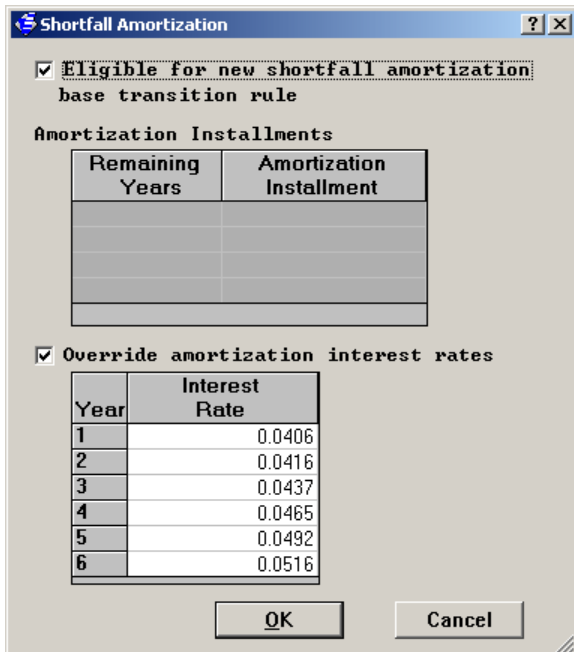 Shortfall Amortization
Eligible for new shortfall amortization
base transition rule
Amortization Installments
Remaining Years Amortization Installment
Override amortization interest rates
Year Interest Rate
1 0.0406
2 0.0416
3 0.0437
4 0.0465
5 0.0492
6 0.0516
OK Cancel